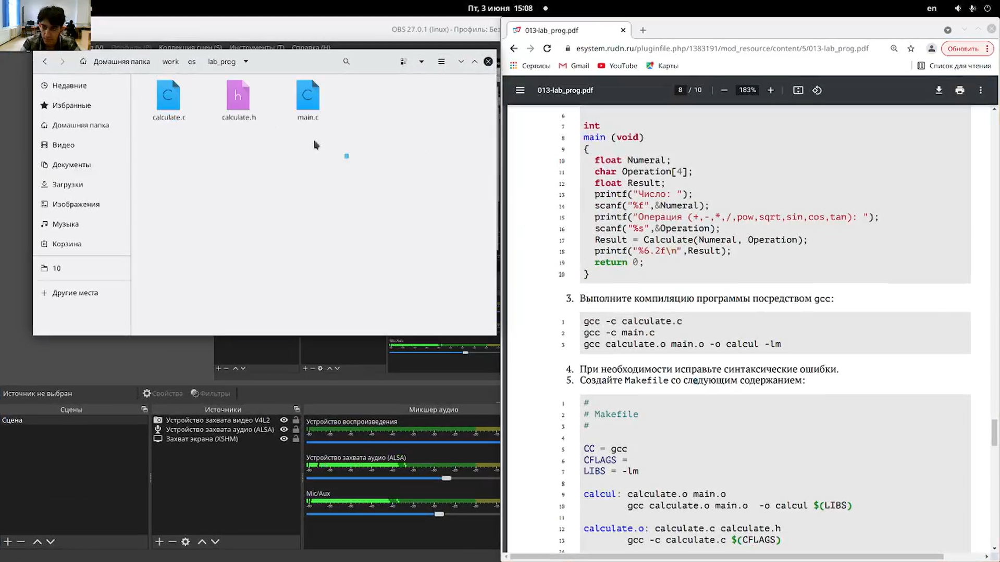 Пт, 3 июня 15:08
en
OBS 27.0.1 (linux) - Профиль: Без
Профиль (P)
Коллекция сцен (S)
Инструменты (T)
Справка (H)
Домашняя папка
work
os
lab_prog
Недавние
Избранные
Домашняя папка
Видео
Документы
Загрузки
Изображения
Музыка
Корзина
10
Другие места
calculate.c
calculate.h
main.c
Mic/Aux
Источник не выбран
Свойства
Фильтры
Сцены
Сцена
Источники
Устройство захвата видео V4L2
Устройство захвата аудио (ALSA)
Захват экрана (XSHM)
Микшер аудио
Устройство воспроизведения
Устройство захвата аудио (ALSA)
Mic/Aux
013-lab_prog.pdf
esystem.rudn.ru/pluginfile.php/1383191/mod_resource/content/5/013-lab_prog.pdf
Обновить
Сервисы
Gmail
YouTube
Карты
Список для чтения
013-lab_prog.pdf
8 / 10
183%
6
7 int
8 main (void)
9 {
10 float Numeral;
11 char Operation[4];
12 float Result;
13 printf("Число: ");
14 scanf("%f",&Numeral);
15 printf("Операция (+,-,*,/,pow,sqrt,sin,cos,tan): ");
16 scanf("%s",&Operation);
17 Result = Calculate(Numeral, Operation);
18 printf("%6.2f\n",Result);
19 return 0;
20 }
3. Выполните компиляцию программы посредством gcc:
1 gcc -c calculate.c
2 gcc -c main.c
3 gcc calculate.o main.o -o calcul -lm
4. При необходимости исправьте синтаксические ошибки.
5. Создайте Makefile со следующим содержанием:
1 #
2 # Makefile
3 #
4
5 CC = gcc
6 CFLAGS =
7 LIBS = -lm
8
9 calcul: calculate.o main.o
10 gcc calculate.o main.o -o calcul $(LIBS)
11
12 calculate.o: calculate.c calculate.h
13 gcc -c calculate.c $(CFLAGS)
14